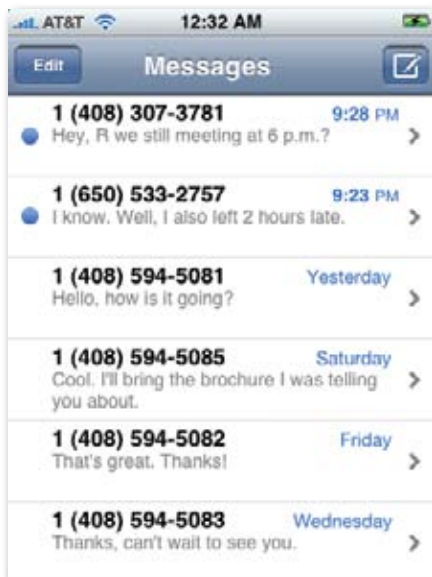 AT&T 12:32 AM
Edit Messages
1 (408) 307-3781 9:28 PM
Hey, R we still meeting at 6 p.m.?
1 (650) 533-2757 9:23 PM
I know. Well, I also left 2 hours late.
1 (408) 594-5081 Yesterday
Hello, how is it going?
1 (408) 594-5085 Saturday
Cool. I'll bring the brochure I was telling
you about.
1 (408) 594-5082 Friday
That's great. Thanks!
1 (408) 594-5083 Wednesday
Thanks, can't wait to see you.